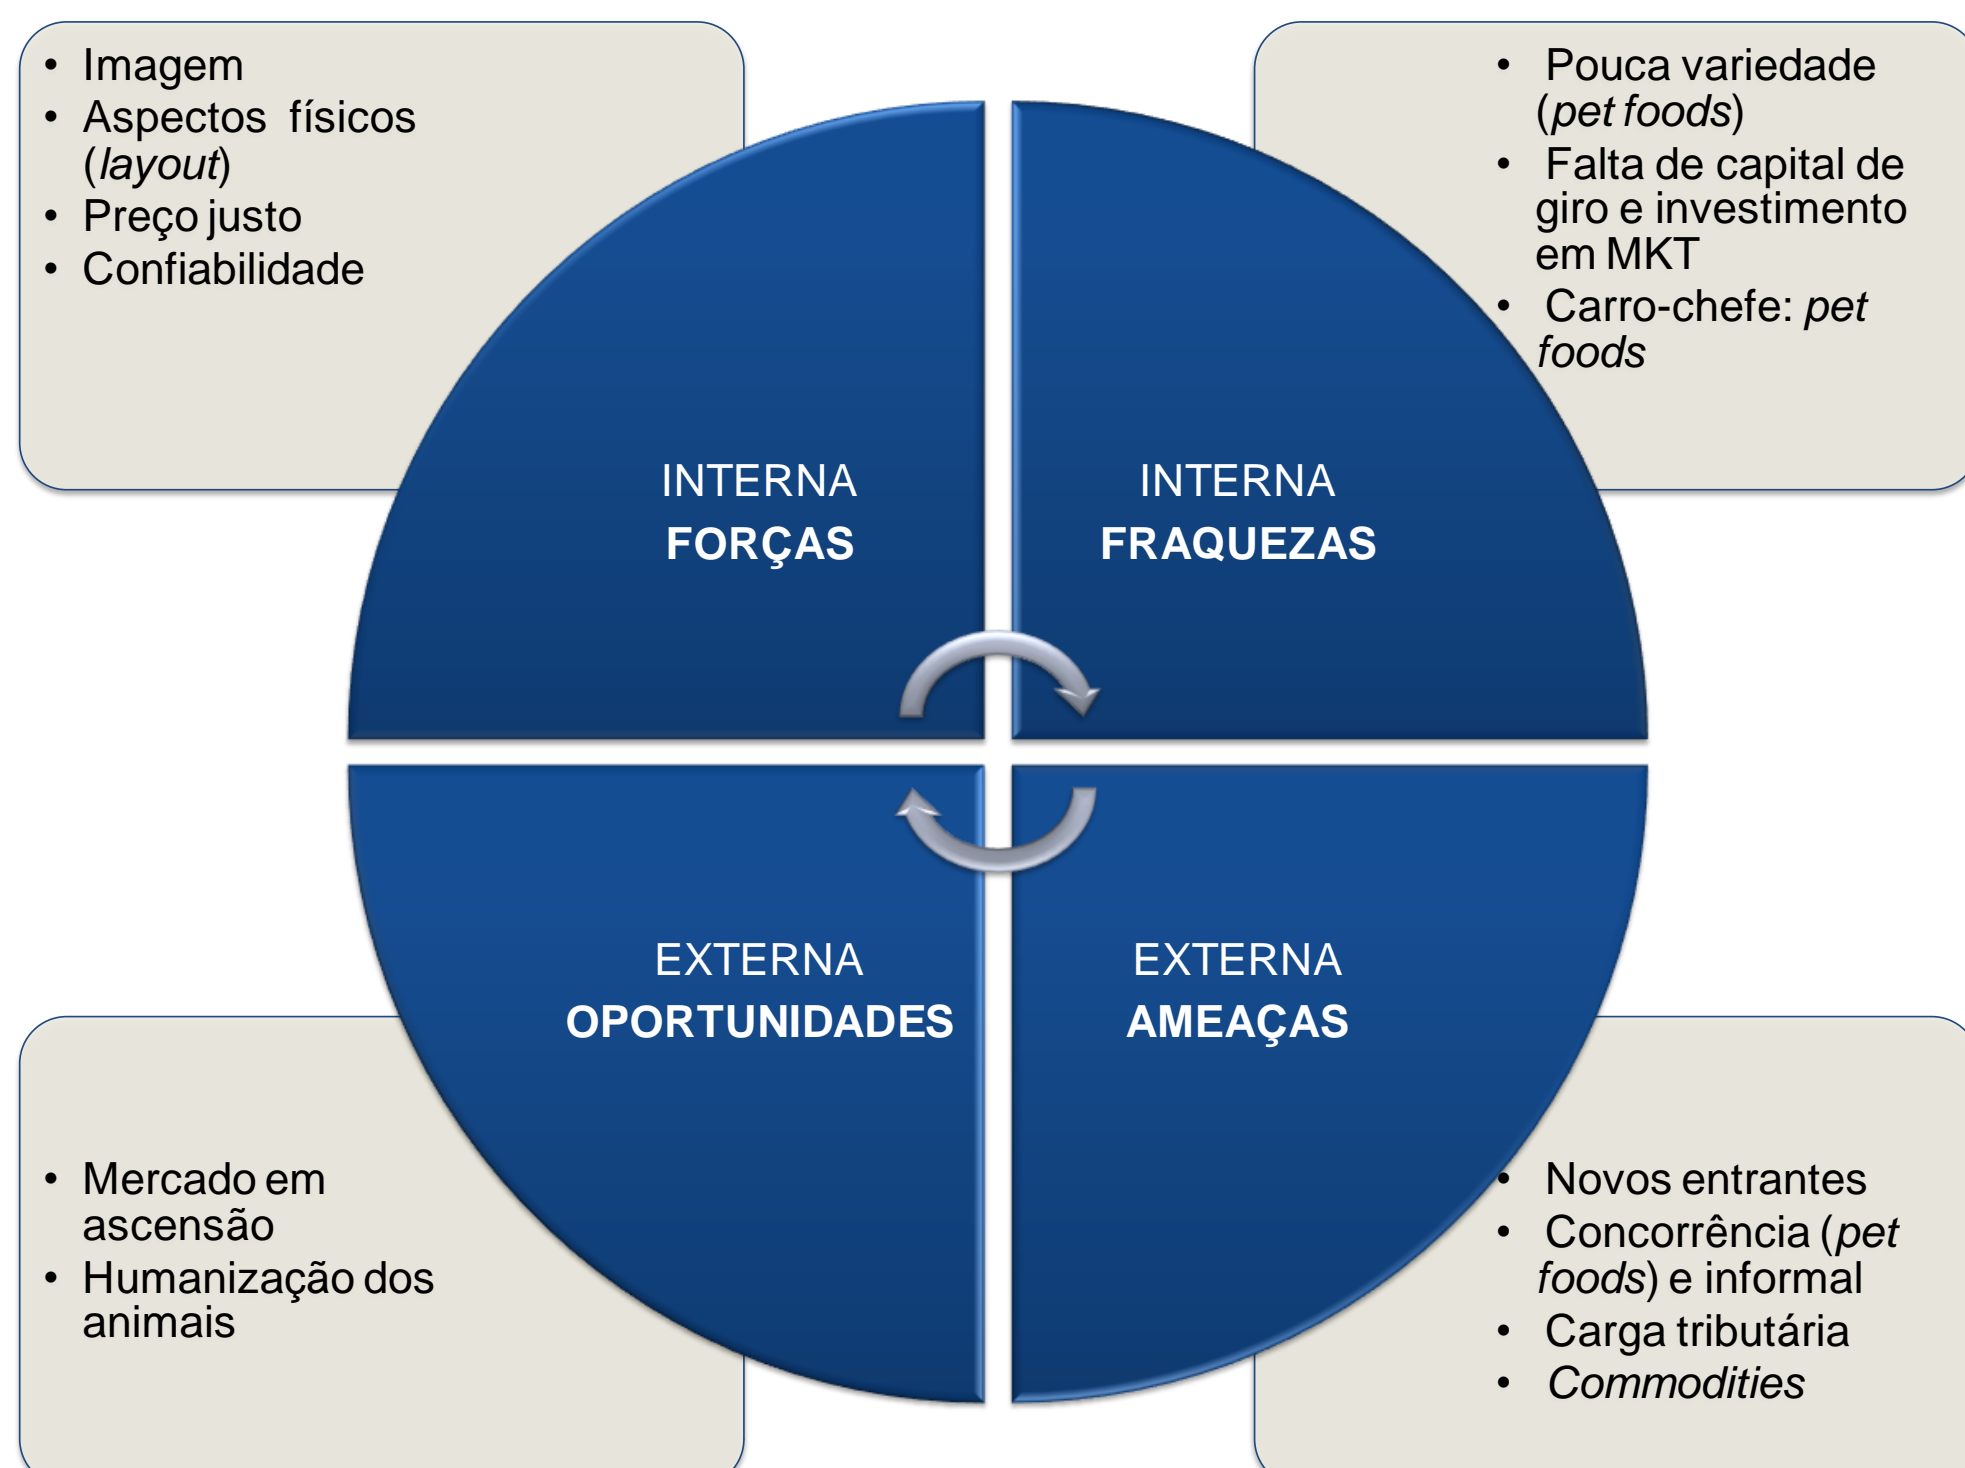 • Imagem
• Aspectos físicos
(layout)
• Preço justo
• Confiabilidade
• Pouca variedade
(pet foods)
• Falta de capital de
giro e investimento
em MKT
• Carro-chefe: pet
foods
INTERNA
FORÇAS
INTERNA
FRAQUEZAS
EXTERNA
OPORTUNIDADES
EXTERNA
AMEAÇAS
• Mercado em
ascensão
• Humanização dos
animais
• Novos entrantes
• Concorrência (pet
foods) e informal
• Carga tributária
• Commodities